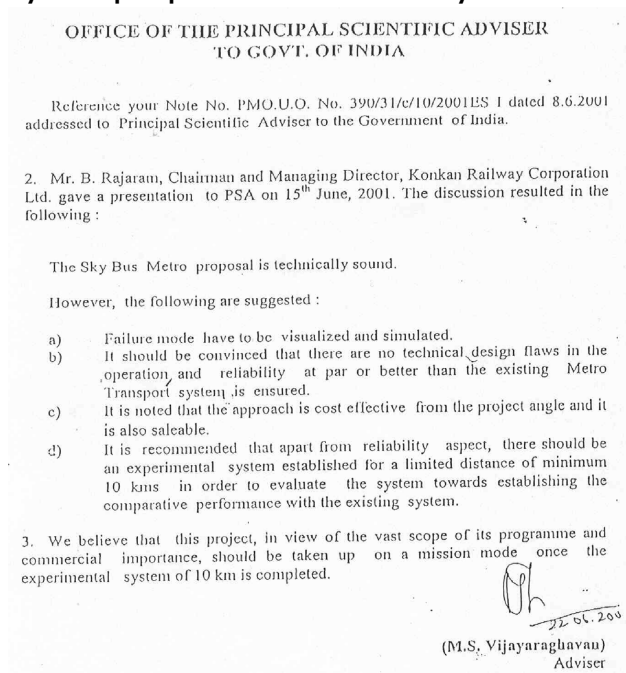 OFFICE OF THE PRINCIPAL SCIENTIFIC ADVISER
TO GOVT. OF INDIA
Reference your Note No. PMO.U.O. No. 390/31/c/10/2001ES I dated 8.6.2001
addressed to Principal Scientific Adviser to the Government of India.
2. Mr. B. Rajaram, Chairman and Managing Director, Konkan Railway Corporation
Ltd. gave a presentation to PSA on 15th June, 2001. The discussion resulted in the
following :
The Sky Bus Metro proposal is technically sound.
However, the following are suggested :
a) Failure mode have to be visualized and simulated.
b) It should be convinced that there are no technical design flaws in the
operation and reliability at par or better than the existing Metro
Transport system is ensured.
c) It is noted that the approach is cost effective from the project angle and it
is also saleable.
d) It is recommended that apart from reliability aspect, there should be
an experimental system established for a limited distance of minimum
10 kms in order to evaluate the system towards establishing the
comparative performance with the existing system.
3. We believe that this project, in view of the vast scope of its programme and
commercial importance, should be taken up on a mission mode once the
experimental system of 10 km is completed.
22.06.200
(M.S. Vijayaraghavan)
Adviser